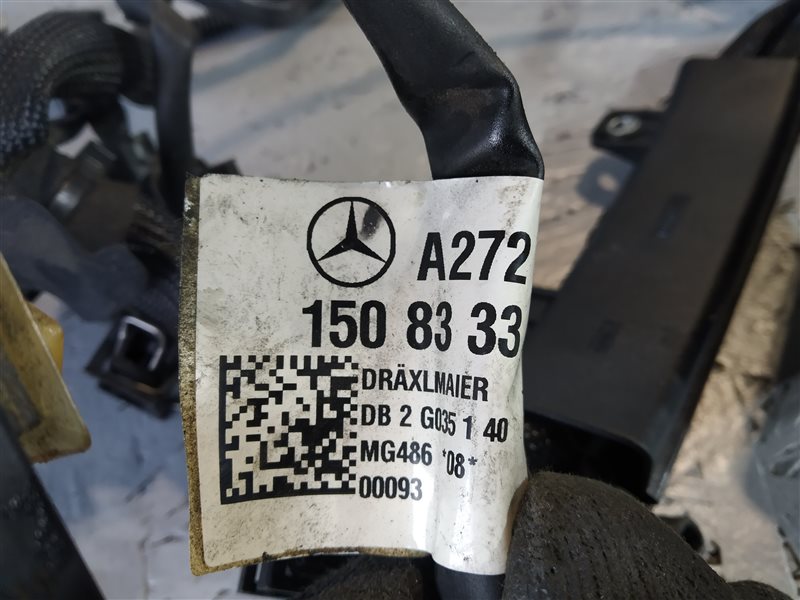 A272
150 83 33
DRÄXLMAIER
DB 2 G035 1 40
MG486 *08*
00093